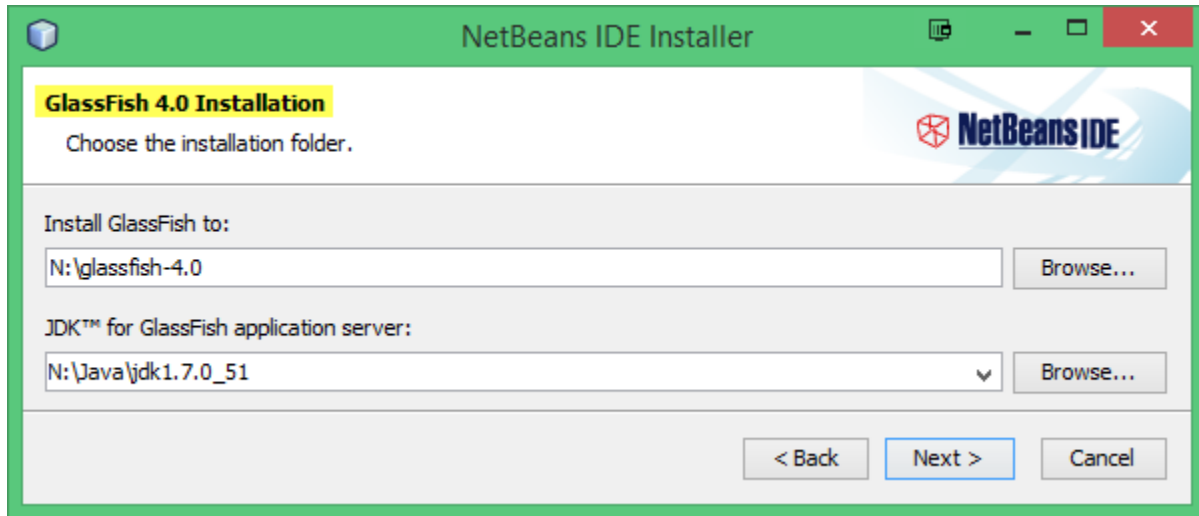 NetBeans IDE Installer
GlassFish 4.0 Installation
Choose the installation folder.
NetBeans IDE
Install GlassFish to:
N:\glassfish-4.0
Browse...
JDK™ for GlassFish application server:
N:\Java\jdk1.7.0_51
Browse...
< Back
Next >
Cancel